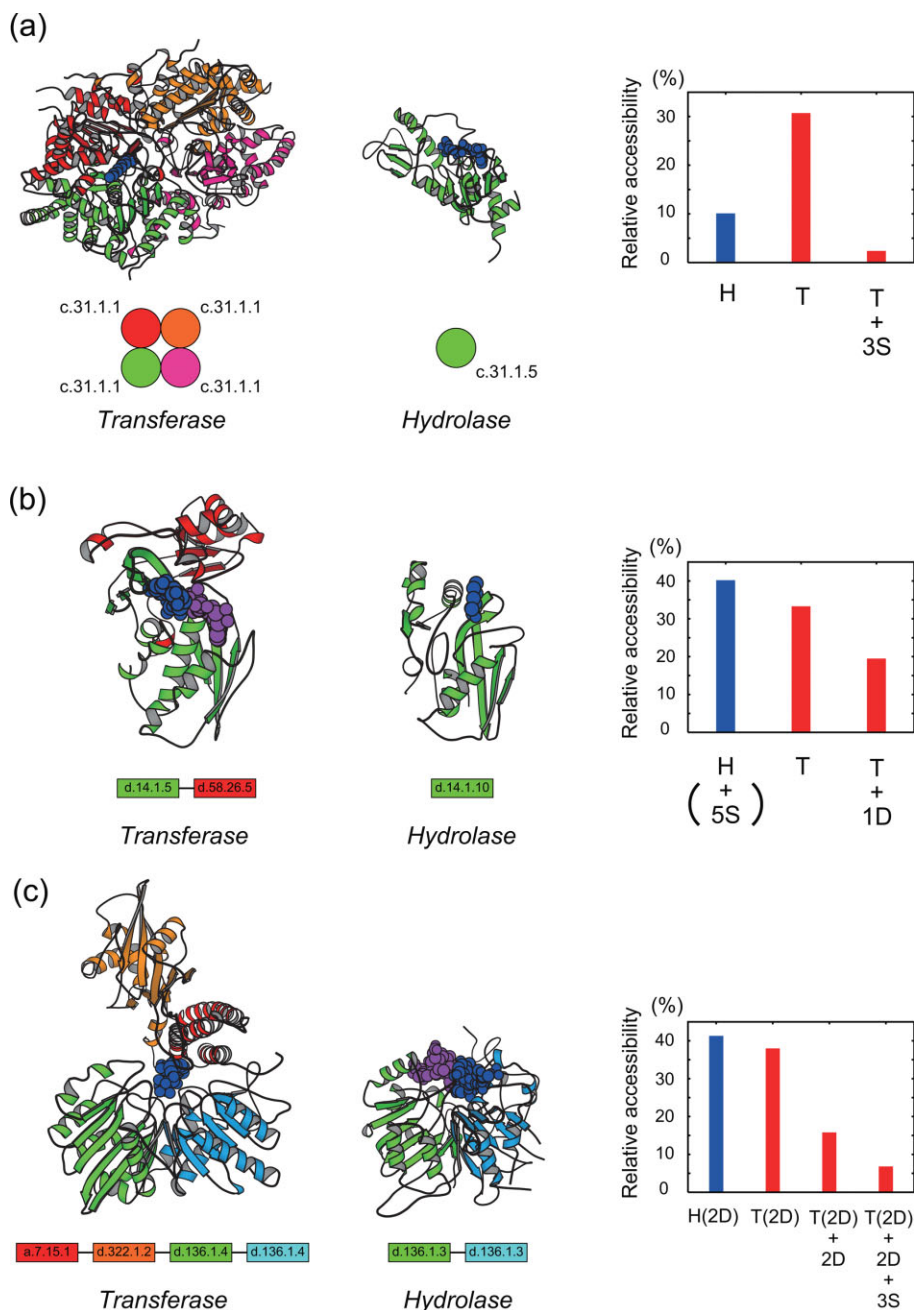 (a)
(%)
Relative accessibility
30
20
10
0
H
T
T
+
3S
c.31.1.1
c.31.1.1
c.31.1.1
c.31.1.1
Transferase
c.31.1.5
Hydrolase
(b)
(%)
Relative accessibility
40
30
20
10
0
H
+
( 5S )
T
T
+
1D
d.14.1.5
d.58.26.5
Transferase
d.14.1.10
Hydrolase
(c)
(%)
Relative accessibility
40
30
20
10
0
H(2D)
T(2D)
T(2D)
+
2D
T(2D)
+
2D
+
3S
a.7.15.1
d.322.1.2
d.136.1.4
d.136.1.4
Transferase
d.136.1.3
d.136.1.3
Hydrolase